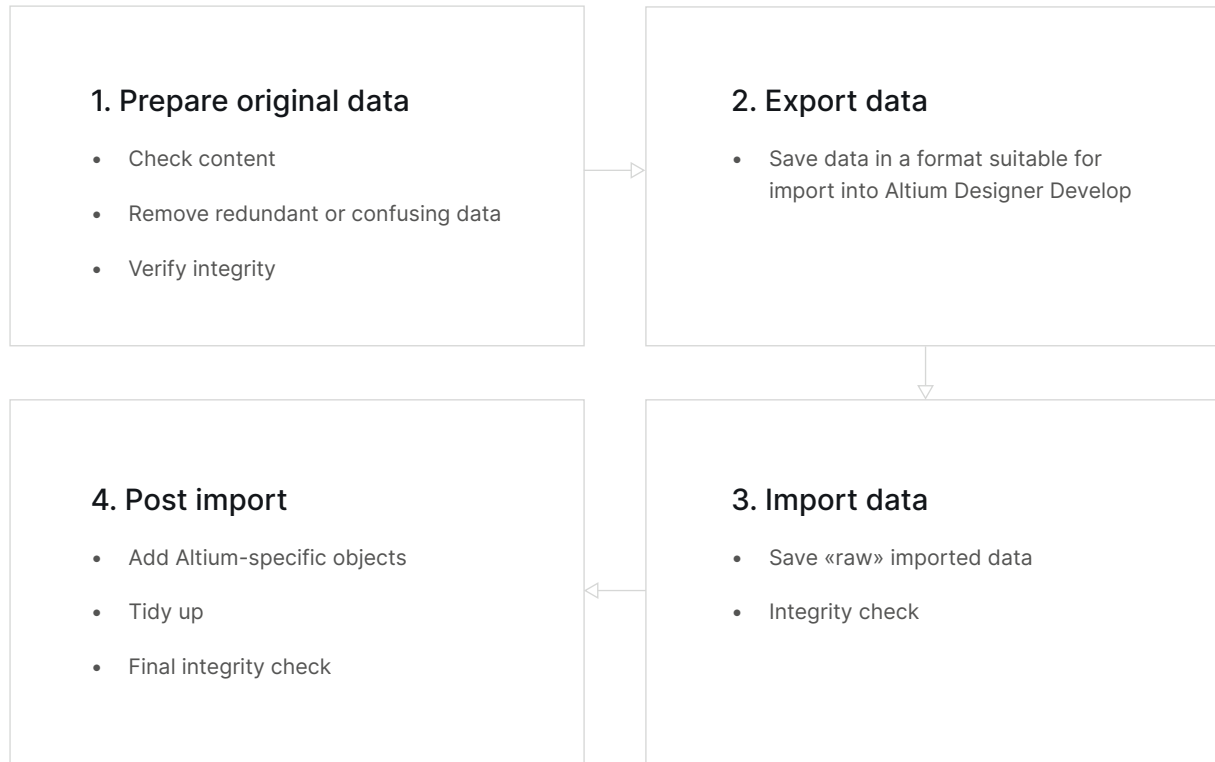 1. Prepare original data
• Check content
• Remove redundant or confusing data
• Verify integrity
2. Export data
• Save data in a format suitable for
import into Altium Designer Develop
3. Import data
• Save «raw» imported data
• Integrity check
4. Post import
• Add Altium-specific objects
• Tidy up
• Final integrity check